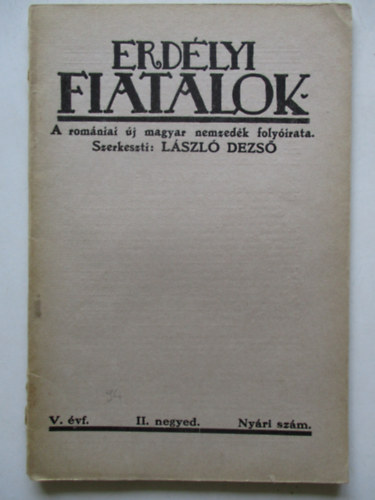 ERDÉLYI
FIATALOK
A romániai új magyar nemzedék folyóirata.
Szerkeszti: LÁSZLÓ DEZSŐ
V. évf. II. negyed. Nyári szám.